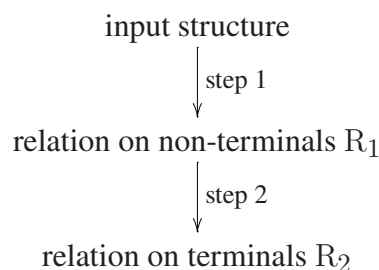 input structure
step 1
relation on non-terminals R₁
step 2
relation on terminals R₂